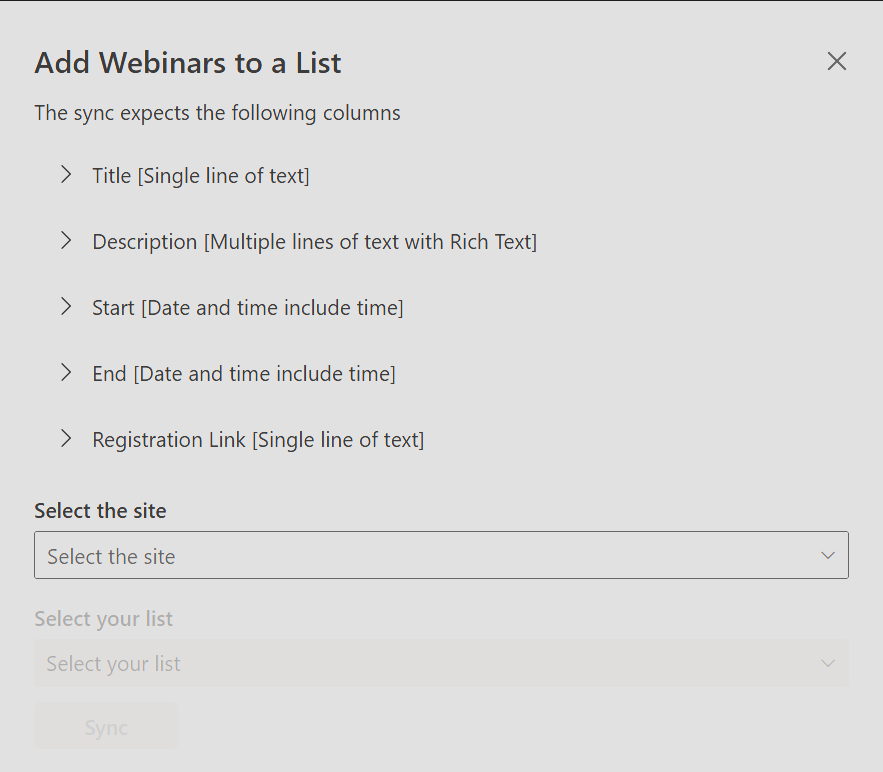 Add Webinars to a List
The sync expects the following columns
Title [Single line of text]
Description [Multiple lines of text with Rich Text]
Start [Date and time include time]
End [Date and time include time]
Registration Link [Single line of text]
Select the site
Select the site
Select your list
Select your list
Sync